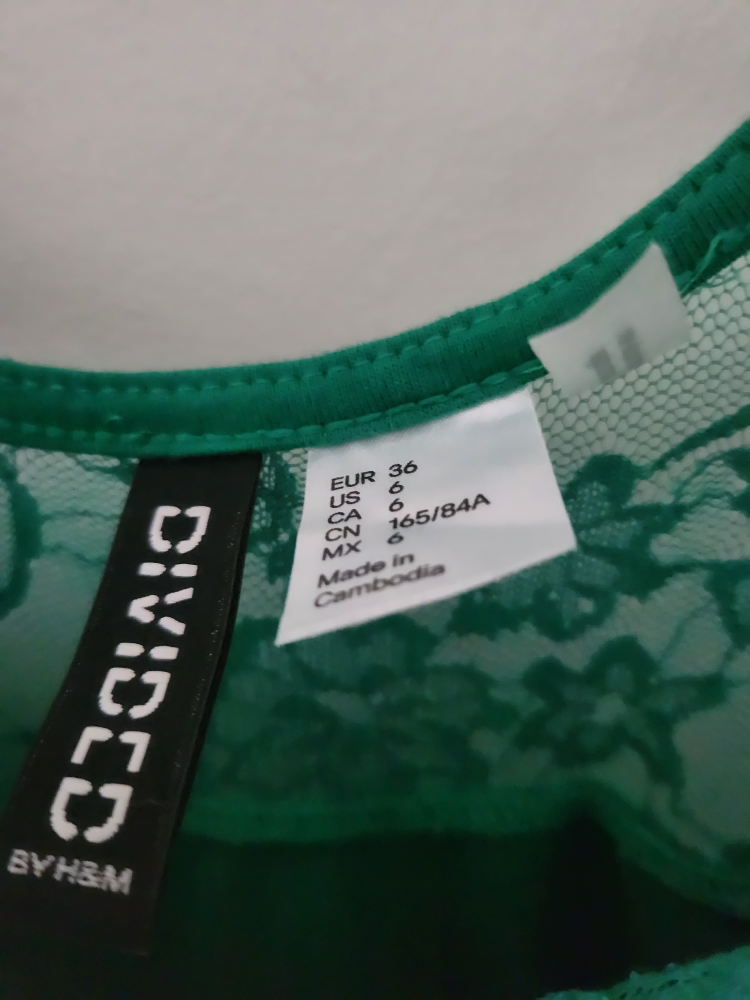 DIVIDED
BY H&M
EUR 36
US 6
CA 6
CN 165/84A
MX 6
Made in
Cambodia